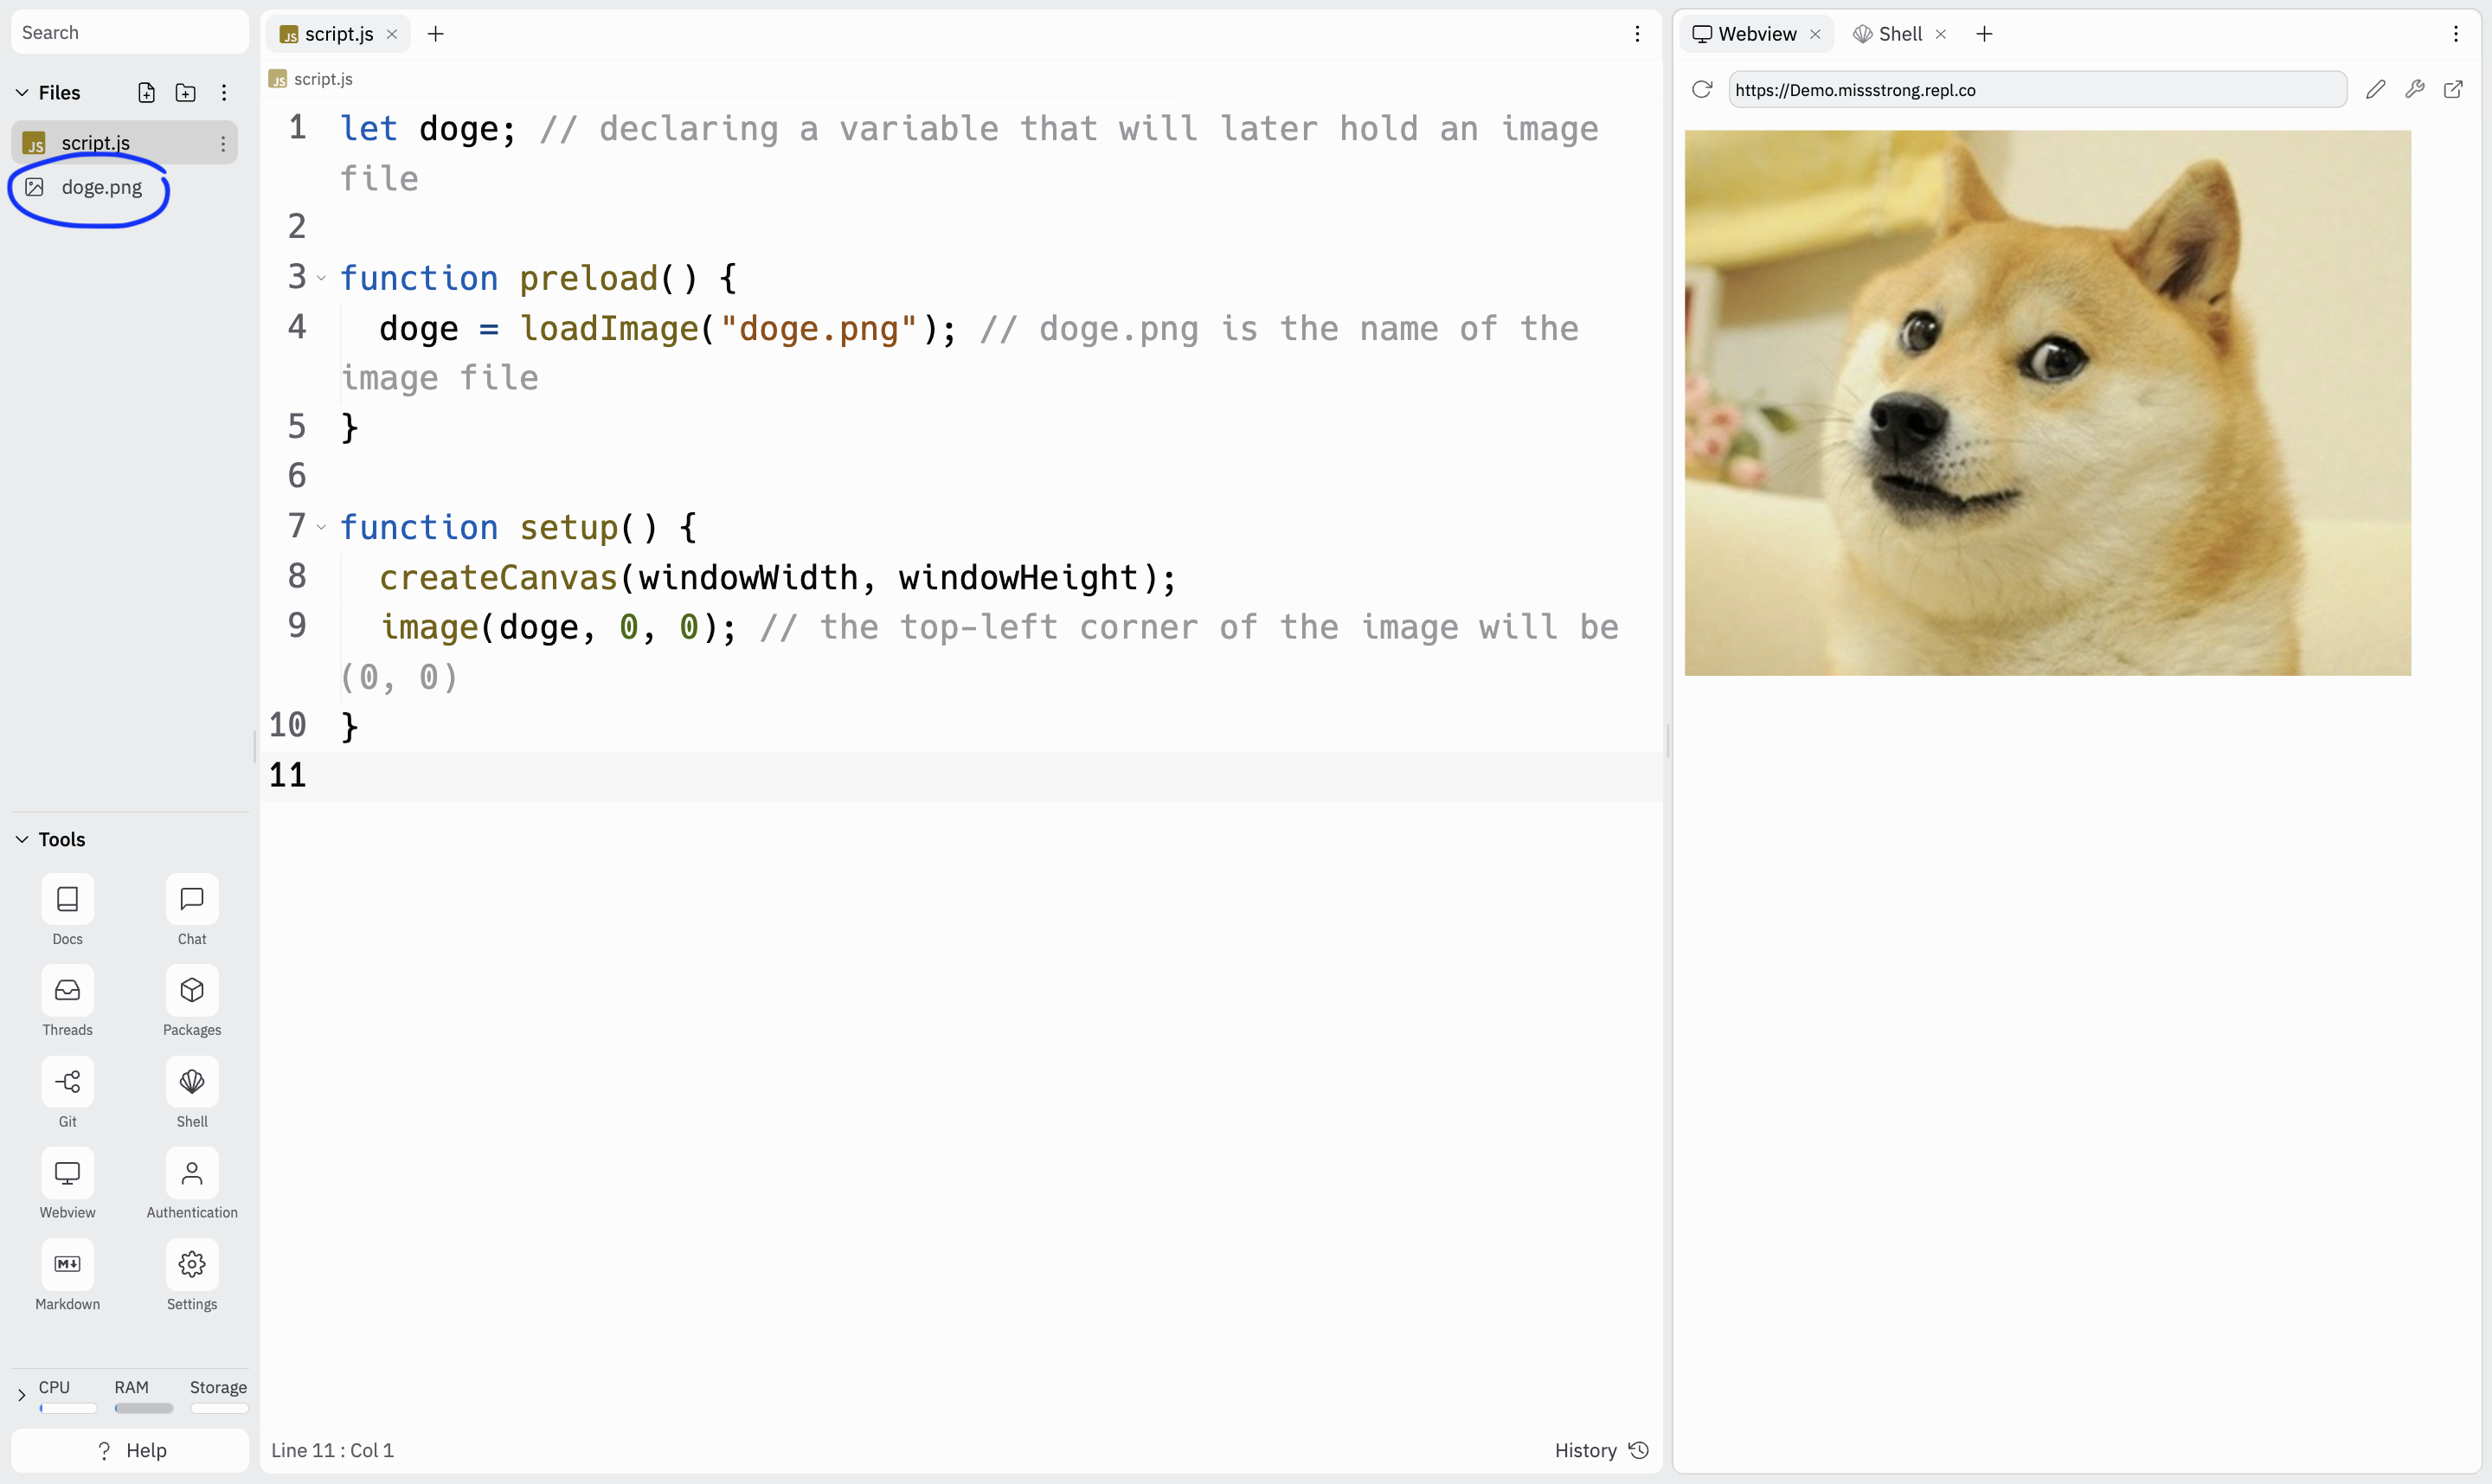 Search
Files
script.js
doge.png
Tools
Docs
Chat
Threads
Packages
Git
Shell
Webview
Authentication
Markdown
Settings
CPU RAM Storage
? Help
JS script.js
JS script.js
1 let doge; // declaring a variable that will later hold an image
file
2
3 function preload() {
4 doge = loadImage("doge.png"); // doge.png is the name of the
image file
5 }
6
7 function setup() {
8 createCanvas(windowWidth, windowHeight);
9 image(doge, 0, 0); // the top-left corner of the image will be
(0, 0)
10 }
11
Line 11 : Col 1
History
Webview
Shell
https://Demo.missstrong.repl.co